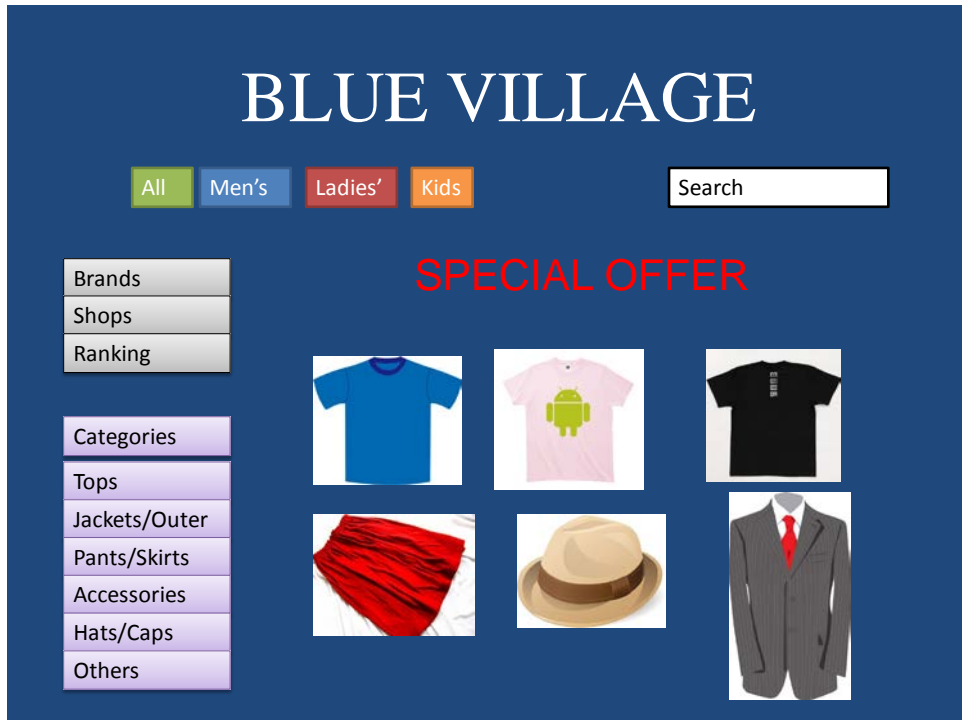 BLUE VILLAGE
All
Men's
Ladies'
Kids
Search
SPECIAL OFFER
Brands
Shops
Ranking
Categories
Tops
Jackets/Outer
Pants/Skirts
Accessories
Hats/Caps
Others